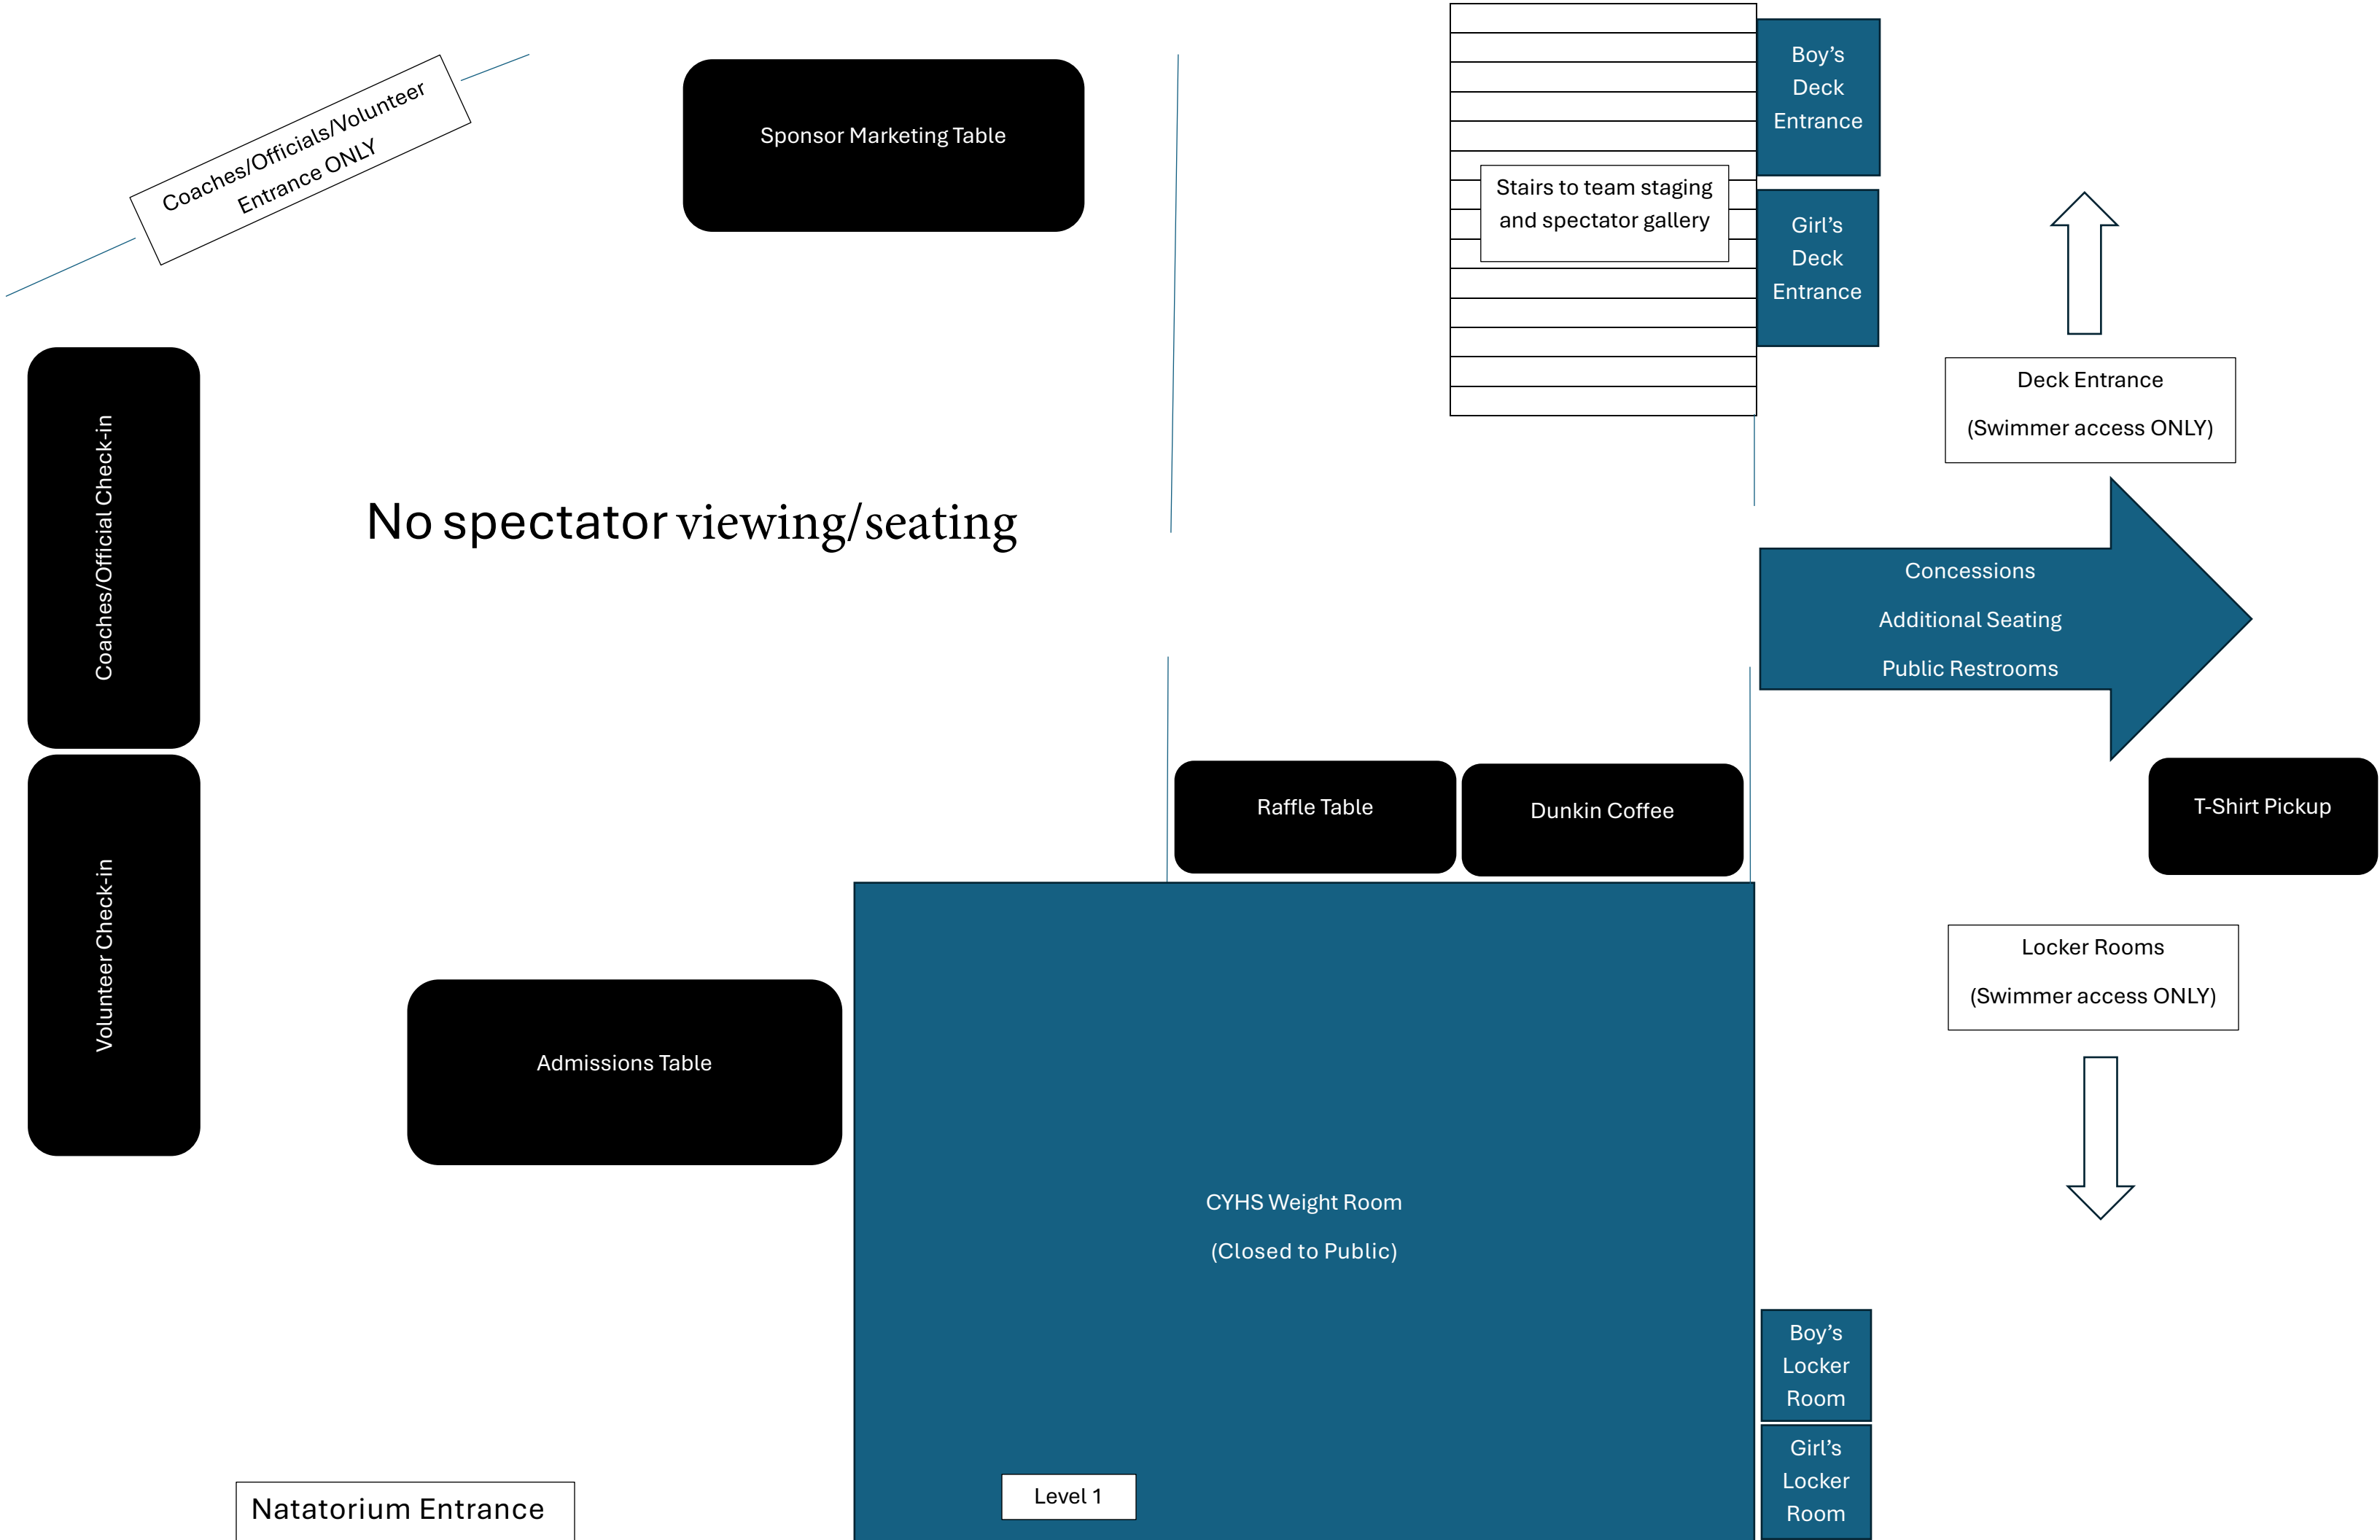 Coaches/Officials/Volunteer
Entrance ONLY
Sponsor Marketing Table
Stairs to team staging
and spectator gallery
Boy’s
Deck
Entrance
Girl’s
Deck
Entrance
Deck Entrance
(Swimmer access ONLY)
Coaches/Official Check-in
No spectator viewing/seating
Concessions
Additional Seating
Public Restrooms
Volunteer Check-in
Raffle Table
Dunkin Coffee
T-Shirt Pickup
Admissions Table
Locker Rooms
(Swimmer access ONLY)
CYHS Weight Room
(Closed to Public)
Boy’s
Locker
Room
Girl’s
Locker
Room
Level 1
Natatorium Entrance